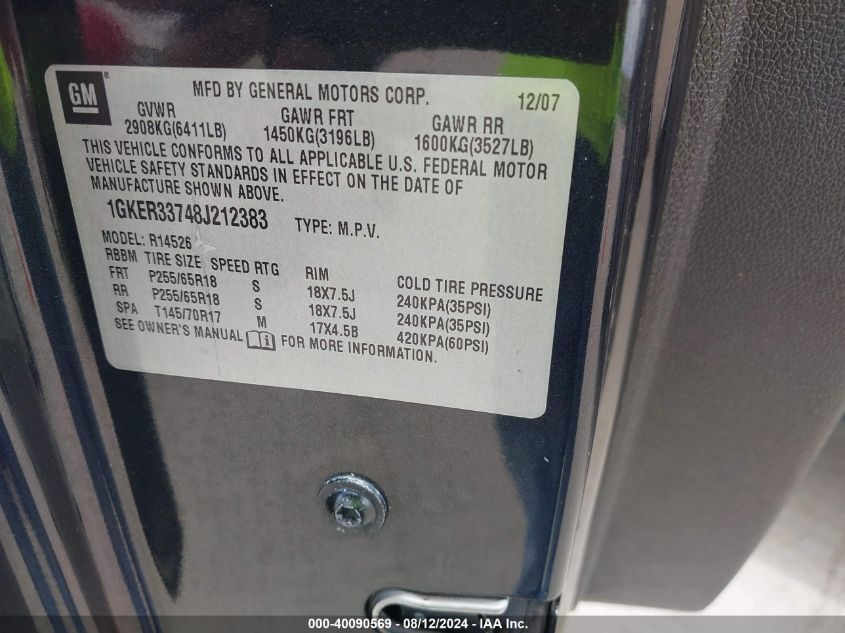 GM ®
MFD BY GENERAL MOTORS CORP. 12/07
GVWR GAWR FRT GAWR RR
2908KG(6411LB) 1450KG(3196LB) 1600KG(3527LB)
THIS VEHICLE CONFORMS TO ALL APPLICABLE U.S. FEDERAL MOTOR
VEHICLE SAFETY STANDARDS IN EFFECT ON THE DATE OF
MANUFACTURE SHOWN ABOVE.
1GKER33748J212383 TYPE: M.P.V.
MODEL: R14526
RBBM TIRE SIZE SPEED RTG RIM COLD TIRE PRESSURE
FRT P255/65R18 S 18X7.5J 240KPA(35PSI)
RR P255/65R18 S 18X7.5J 240KPA(35PSI)
SPA T145/70R17 M 17X4.5B 420KPA(60PSI)
SEE OWNER'S MANUAL FOR MORE INFORMATION.
000-40090569 - 08/12/2024 - IAA Inc.